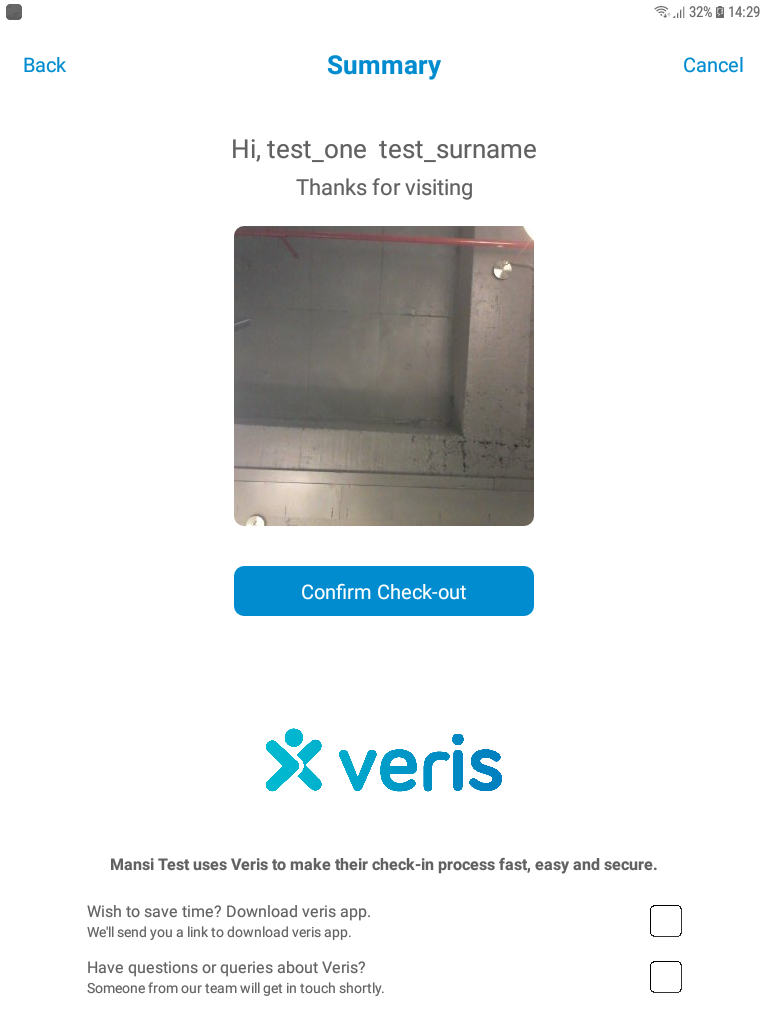 32% 14:29
Back Summary Cancel
Hi, test_one  test_surname
Thanks for visiting
Confirm Check-out
veris
Mansi Test uses Veris to make their check-in process fast, easy and secure.
Wish to save time? Download veris app.
We'll send you a link to download veris app.
Have questions or queries about Veris?
Someone from our team will get in touch shortly.